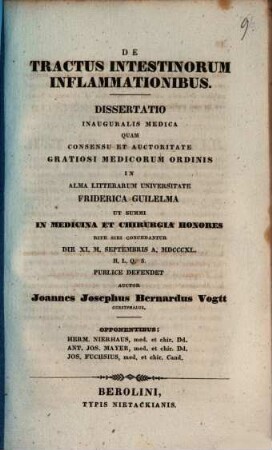 9.
DE
TRACTUS INTESTINORUM
INFLAMMATIONIBUS.
DISSERTATIO
INAUGURALIS MEDICA
QUAM
CONSENSU ET AUCTORITATE
GRATIOSI MEDICORUM ORDINIS
IN
ALMA LITTERARUM UNIVERSITATE
FRIDERICA GUILELMA
UT SUMMI
IN MEDICINA ET CHIRURGIA HONORES
RITE SIBI CONCEDANTUR
DIE XI, M, SEPTEMBRIS A, MDCCCXL.
H. L. Q. S.
PUBLICE DEFENDET
AUCTOR
Joannes Josephus Bernardus Vogtt
GUESTPHALUS,
OPPONENTIBUS:
HERM. NIERHAUS, med. et chir. Dd.
ANT. JOS. MAYER, med. et chir. Dd.
JOS, FUCHSIUS, med, et chir. Cand.
BEROLINI,
TYPIS NIETACKIANIS.